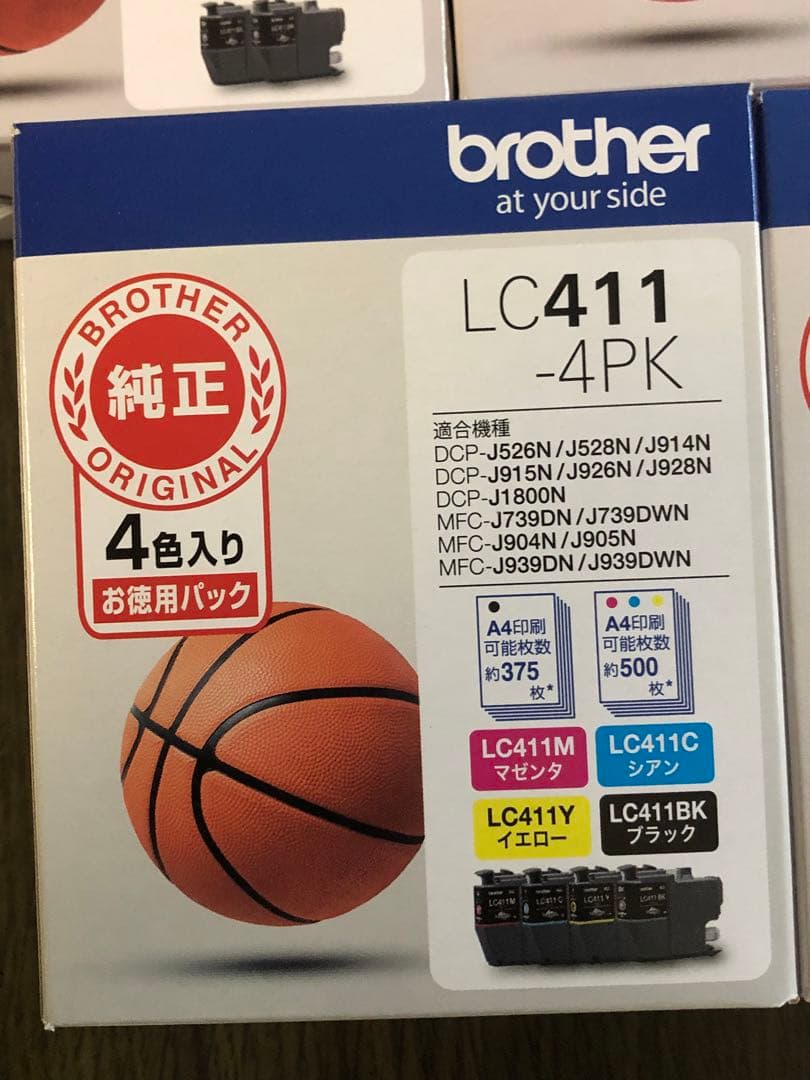 brother
at your side
BROTHER
純正
ORIGINAL
4色入り
お徳用パック
LC411
-4PK
適合機種
DCP-J526N/J528N/J914N
DCP-J915N/J926N/J928N
DCP-J1800N
MFC-J739DN/J739DWN
MFC-J904N/J905N
MFC-J939DN/J939DWN
A4印刷
可能枚数
約375
枚*
A4印刷
可能枚数
約500
枚*
LC411M
マゼンタ
LC411C
シアン
LC411Y
イエロー
LC411BK
ブラック
LC411M
LC411C
LC411Y
LC411BK